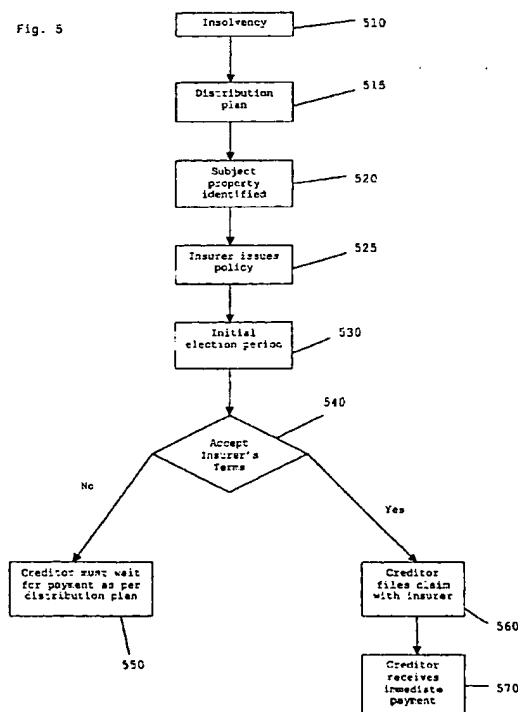 Fig. 5
Insolvency
510
Distribution
plan
515
Subject
property
identified
520
Insurer issues
policy
525
Initial
election period
530
540
Accept
Insurer's
Terms
No
Yes
Creditor must wait
for payment as per
distribution plan
550
Creditor
files claim
with insurer
560
Creditor
receives
immediate
payment
570